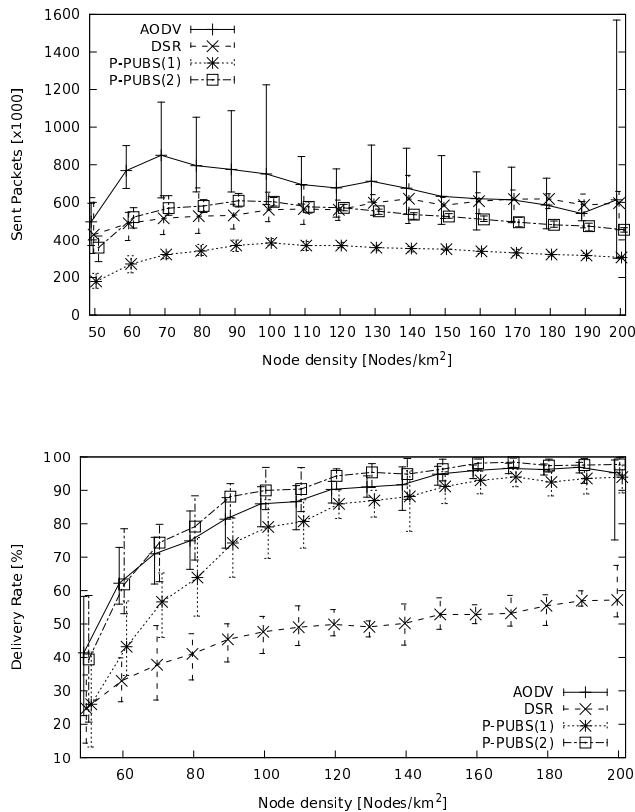 1600
1400
1200
1000
800
600
400
200
0
Sent Packets [x1000]
AODV
DSR
P-PUBS(1)
P-PUBS(2)
50 60 70 80 90 100 110 120 130 140 150 160 170 180 190 200
Node density [Nodes/km²]
100
90
80
70
60
50
40
30
20
10
Delivery Rate [%]
AODV
DSR
P-PUBS(1)
P-PUBS(2)
60 80 100 120 140 160 180 200
Node density [Nodes/km²]